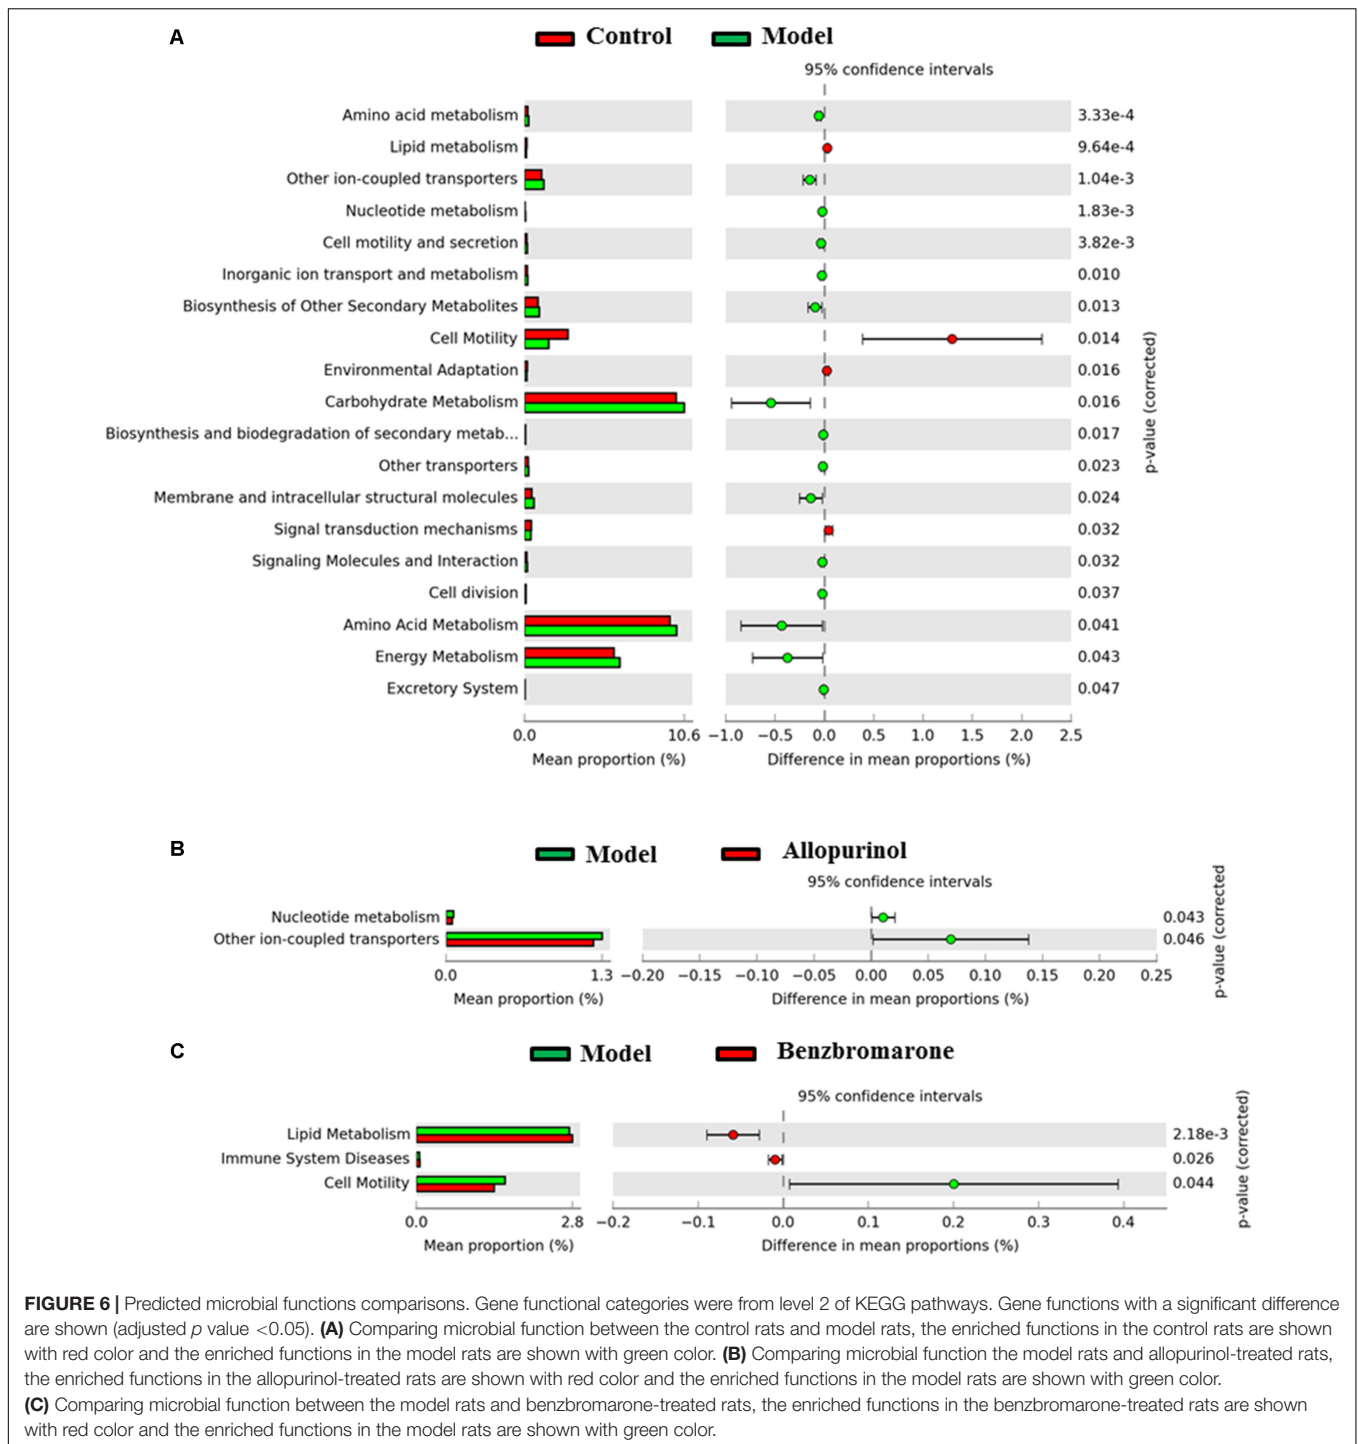 A
Control Model
95% confidence intervals
Amino acid metabolism 3.33e-4
Lipid metabolism 9.64e-4
Other ion-coupled transporters 1.04e-3
Nucleotide metabolism 1.83e-3
Cell motility and secretion 3.82e-3
Inorganic ion transport and metabolism 0.010
Biosynthesis of Other Secondary Metabolites 0.013
Cell Motility 0.014
Environmental Adaptation 0.016
Carbohydrate Metabolism 0.016
Biosynthesis and biodegradation of secondary metab... 0.017
Other transporters 0.023
Membrane and intracellular structural molecules 0.024
Signal transduction mechanisms 0.032
Signaling Molecules and Interaction 0.032
Cell division 0.037
Amino Acid Metabolism 0.041
Energy Metabolism 0.043
Excretory System 0.047
p-value (corrected)
0.0 10.6 −1.0 −0.5 0.0 0.5 1.0 1.5 2.0 2.5
Mean proportion (%) Difference in mean proportions (%)
B
Model Allopurinol
95% confidence intervals
Nucleotide metabolism 0.043
Other ion-coupled transporters 0.046
p-value (corrected
0.0 1.3 −0.20 −0.15 −0.10 −0.05 0.00 0.05 0.10 0.15 0.20 0.25
Mean proportion (%) Difference in mean proportions (%)
C
Model Benzbromarone
95% confidence intervals
Lipid Metabolism 2.18e-3
Immune System Diseases 0.026
Cell Motility 0.044
p-value (corrected)
0.0 2.8 −0.2 −0.1 0.0 0.1 0.2 0.3 0.4
Mean proportion (%) Difference in mean proportions (%)
FIGURE 6 | Predicted microbial functions comparisons. Gene functional categories were from level 2 of KEGG pathways. Gene functions with a significant difference
are shown (adjusted p value <0.05). (A) Comparing microbial function between the control rats and model rats, the enriched functions in the control rats are shown
with red color and the enriched functions in the model rats are shown with green color. (B) Comparing microbial function the model rats and allopurinol-treated rats,
the enriched functions in the allopurinol-treated rats are shown with red color and the enriched functions in the model rats are shown with green color.
(C) Comparing microbial function between the model rats and benzbromarone-treated rats, the enriched functions in the benzbromarone-treated rats are shown
with red color and the enriched functions in the model rats are shown with green color.